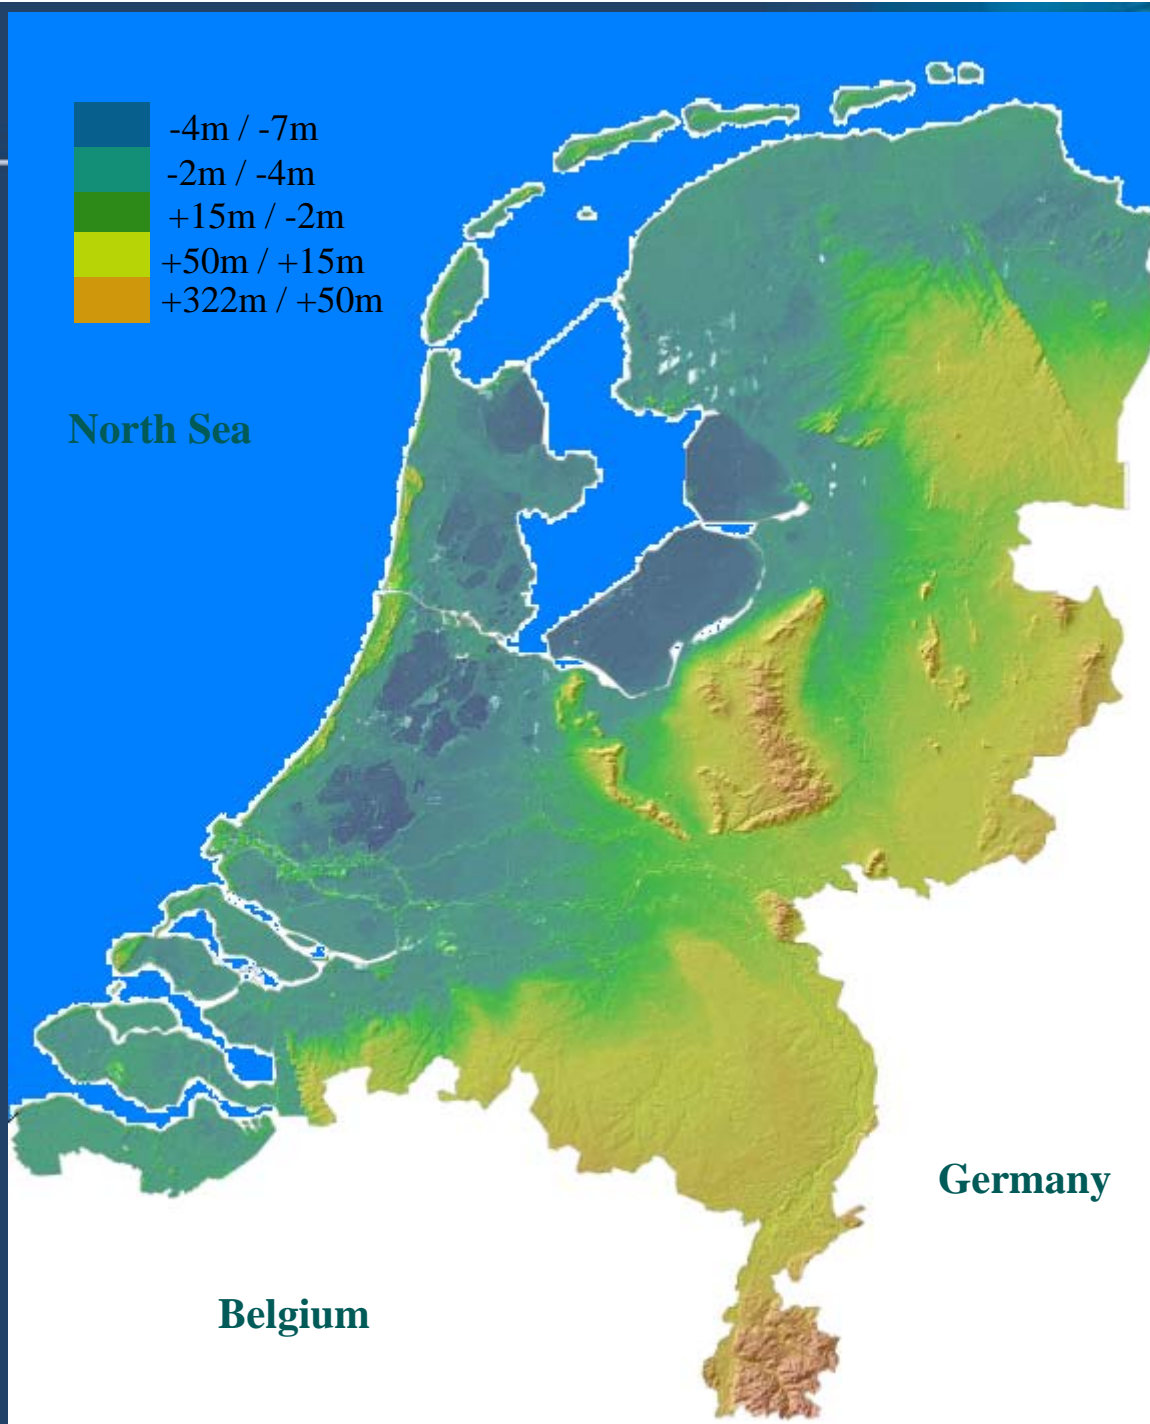 -4m / -7m
-2m / -4m
+15m / -2m
+50m / +15m
+322m / +50m
North Sea
Germany
Belgium